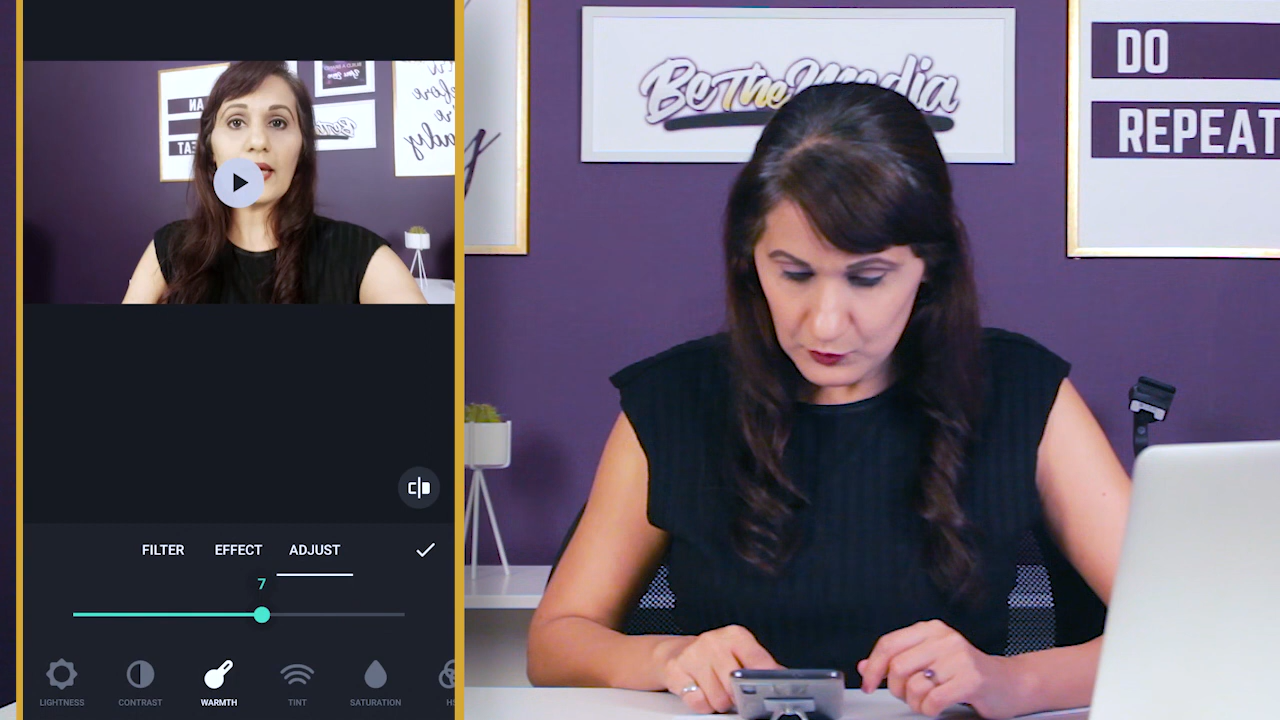 Be The Media
DO
REPEAT
FILTER
EFFECT
ADJUST
7
LIGHTNESS
CONTRAST
WARMTH
TINT
SATURATION